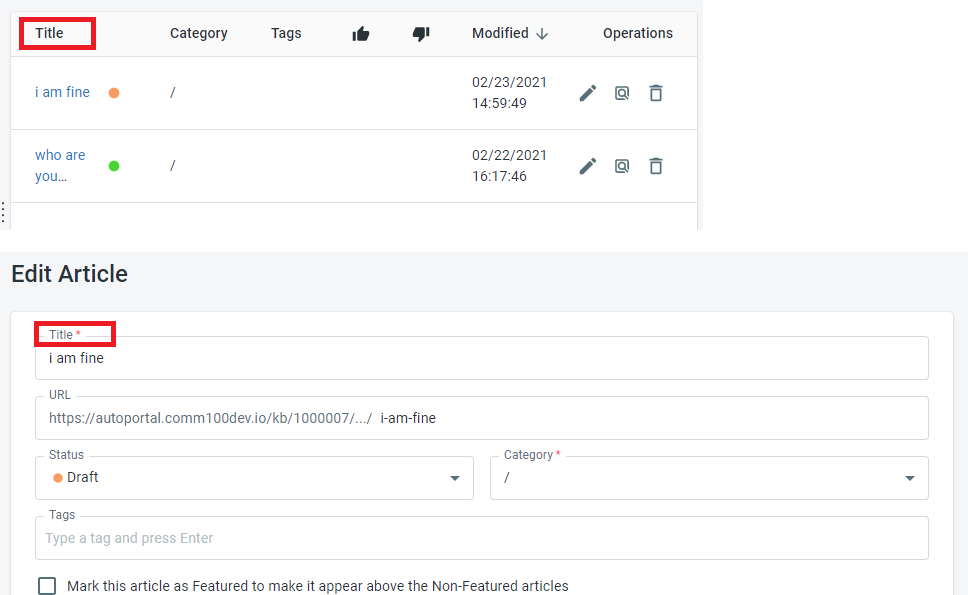 Title Category Tags Modified Operations
i am fine / 02/23/2021
14:59:49
who are / 02/22/2021
you... 16:17:46
Edit Article
Title *
i am fine
URL
https://autoportal.comm100dev.io/kb/1000007/.../ i-am-fine
Status Category *
Draft /
Tags
Type a tag and press Enter
Mark this article as Featured to make it appear above the Non-Featured articles